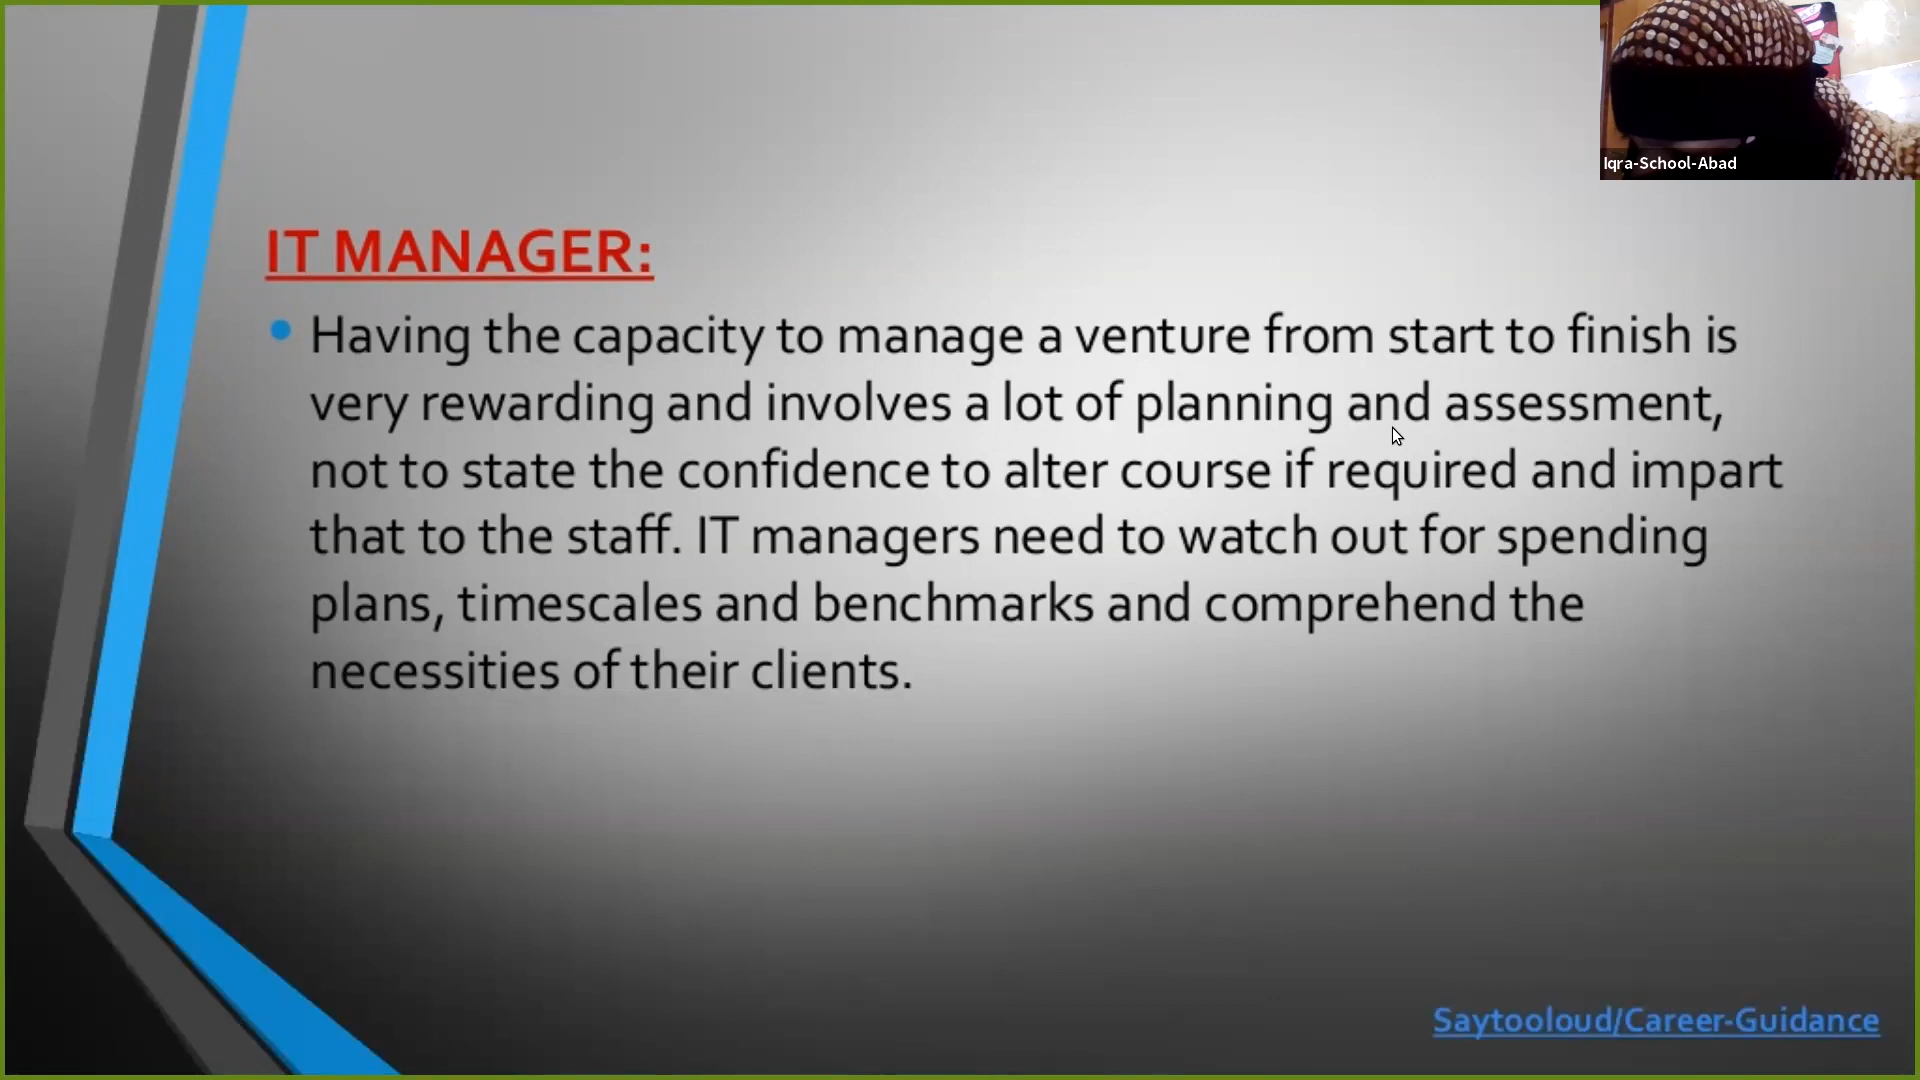 Iqra-School-Abad
IT MANAGER:
Having the capacity to manage a venture from start to finish is
very rewarding and involves a lot of planning and assessment,
not to state the confidence to alter course if required and impart
that to the staff. IT managers need to watch out for spending
plans, timescales and benchmarks and comprehend the
necessities of their clients.
Saytooloud/Career-Guidance